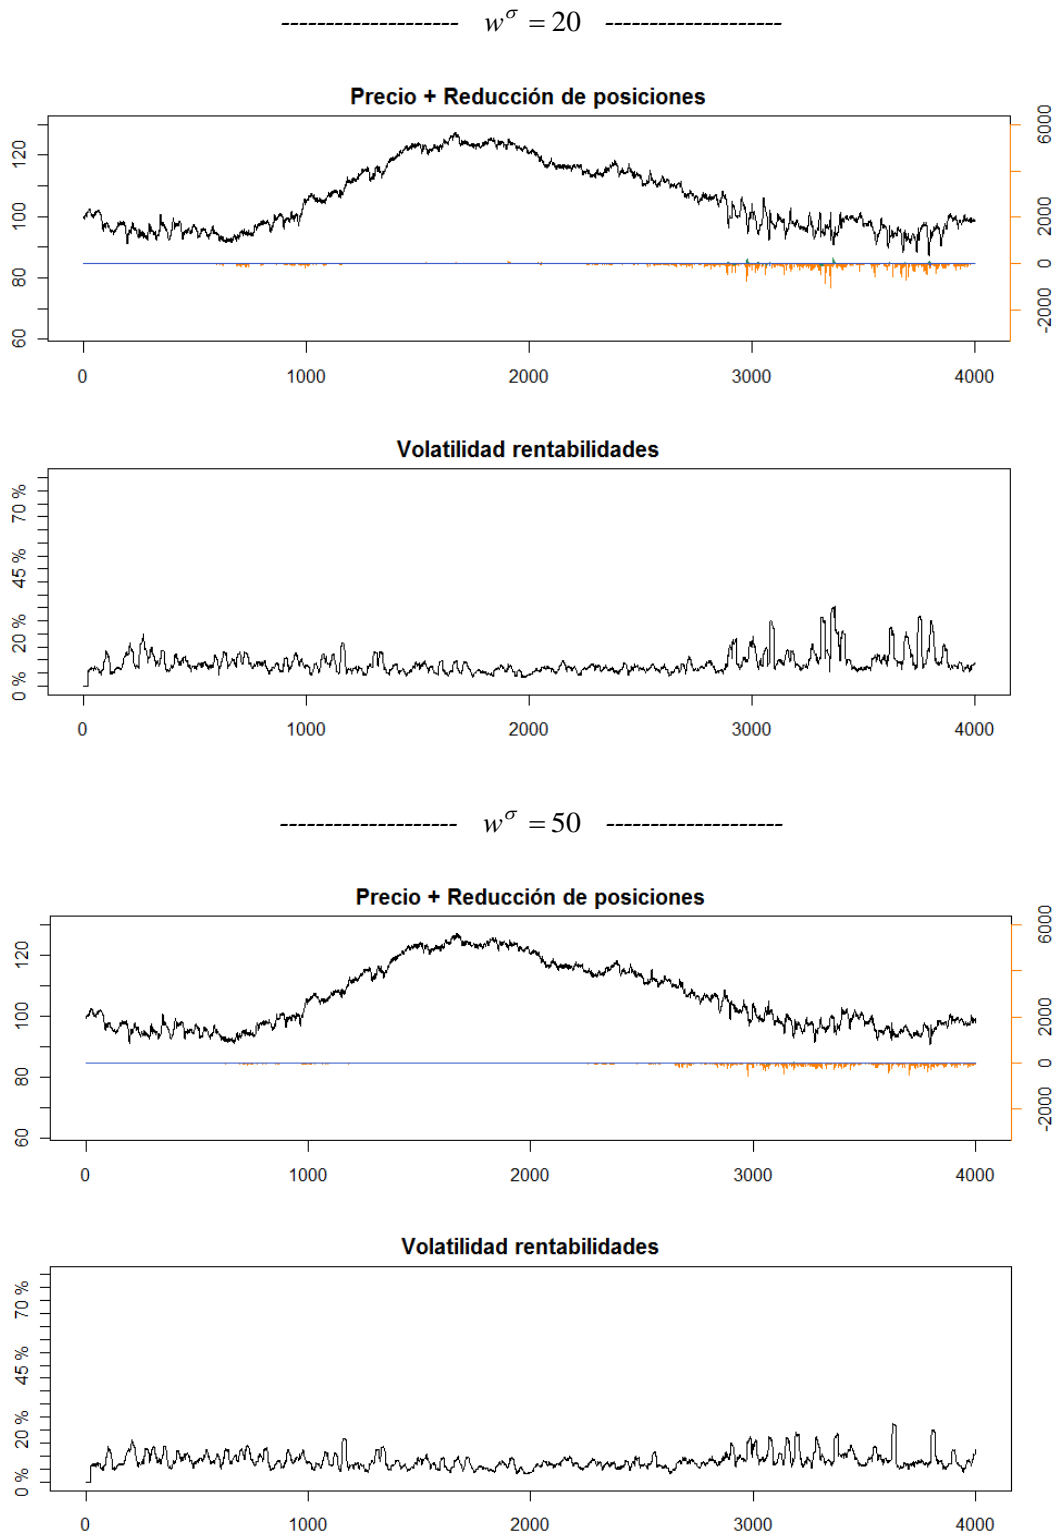 -------------------- w^σ = 20 --------------------
Precio + Reducción de posiciones
120
100
80
60
6000
2000
0
-2000
0 1000 2000 3000 4000
Volatilidad rentabilidades
70 %
45 %
20 %
0 %
0 1000 2000 3000 4000
-------------------- w^σ = 50 --------------------
Precio + Reducción de posiciones
120
100
80
60
6000
2000
0
-2000
0 1000 2000 3000 4000
Volatilidad rentabilidades
70 %
45 %
20 %
0 %
0 1000 2000 3000 4000